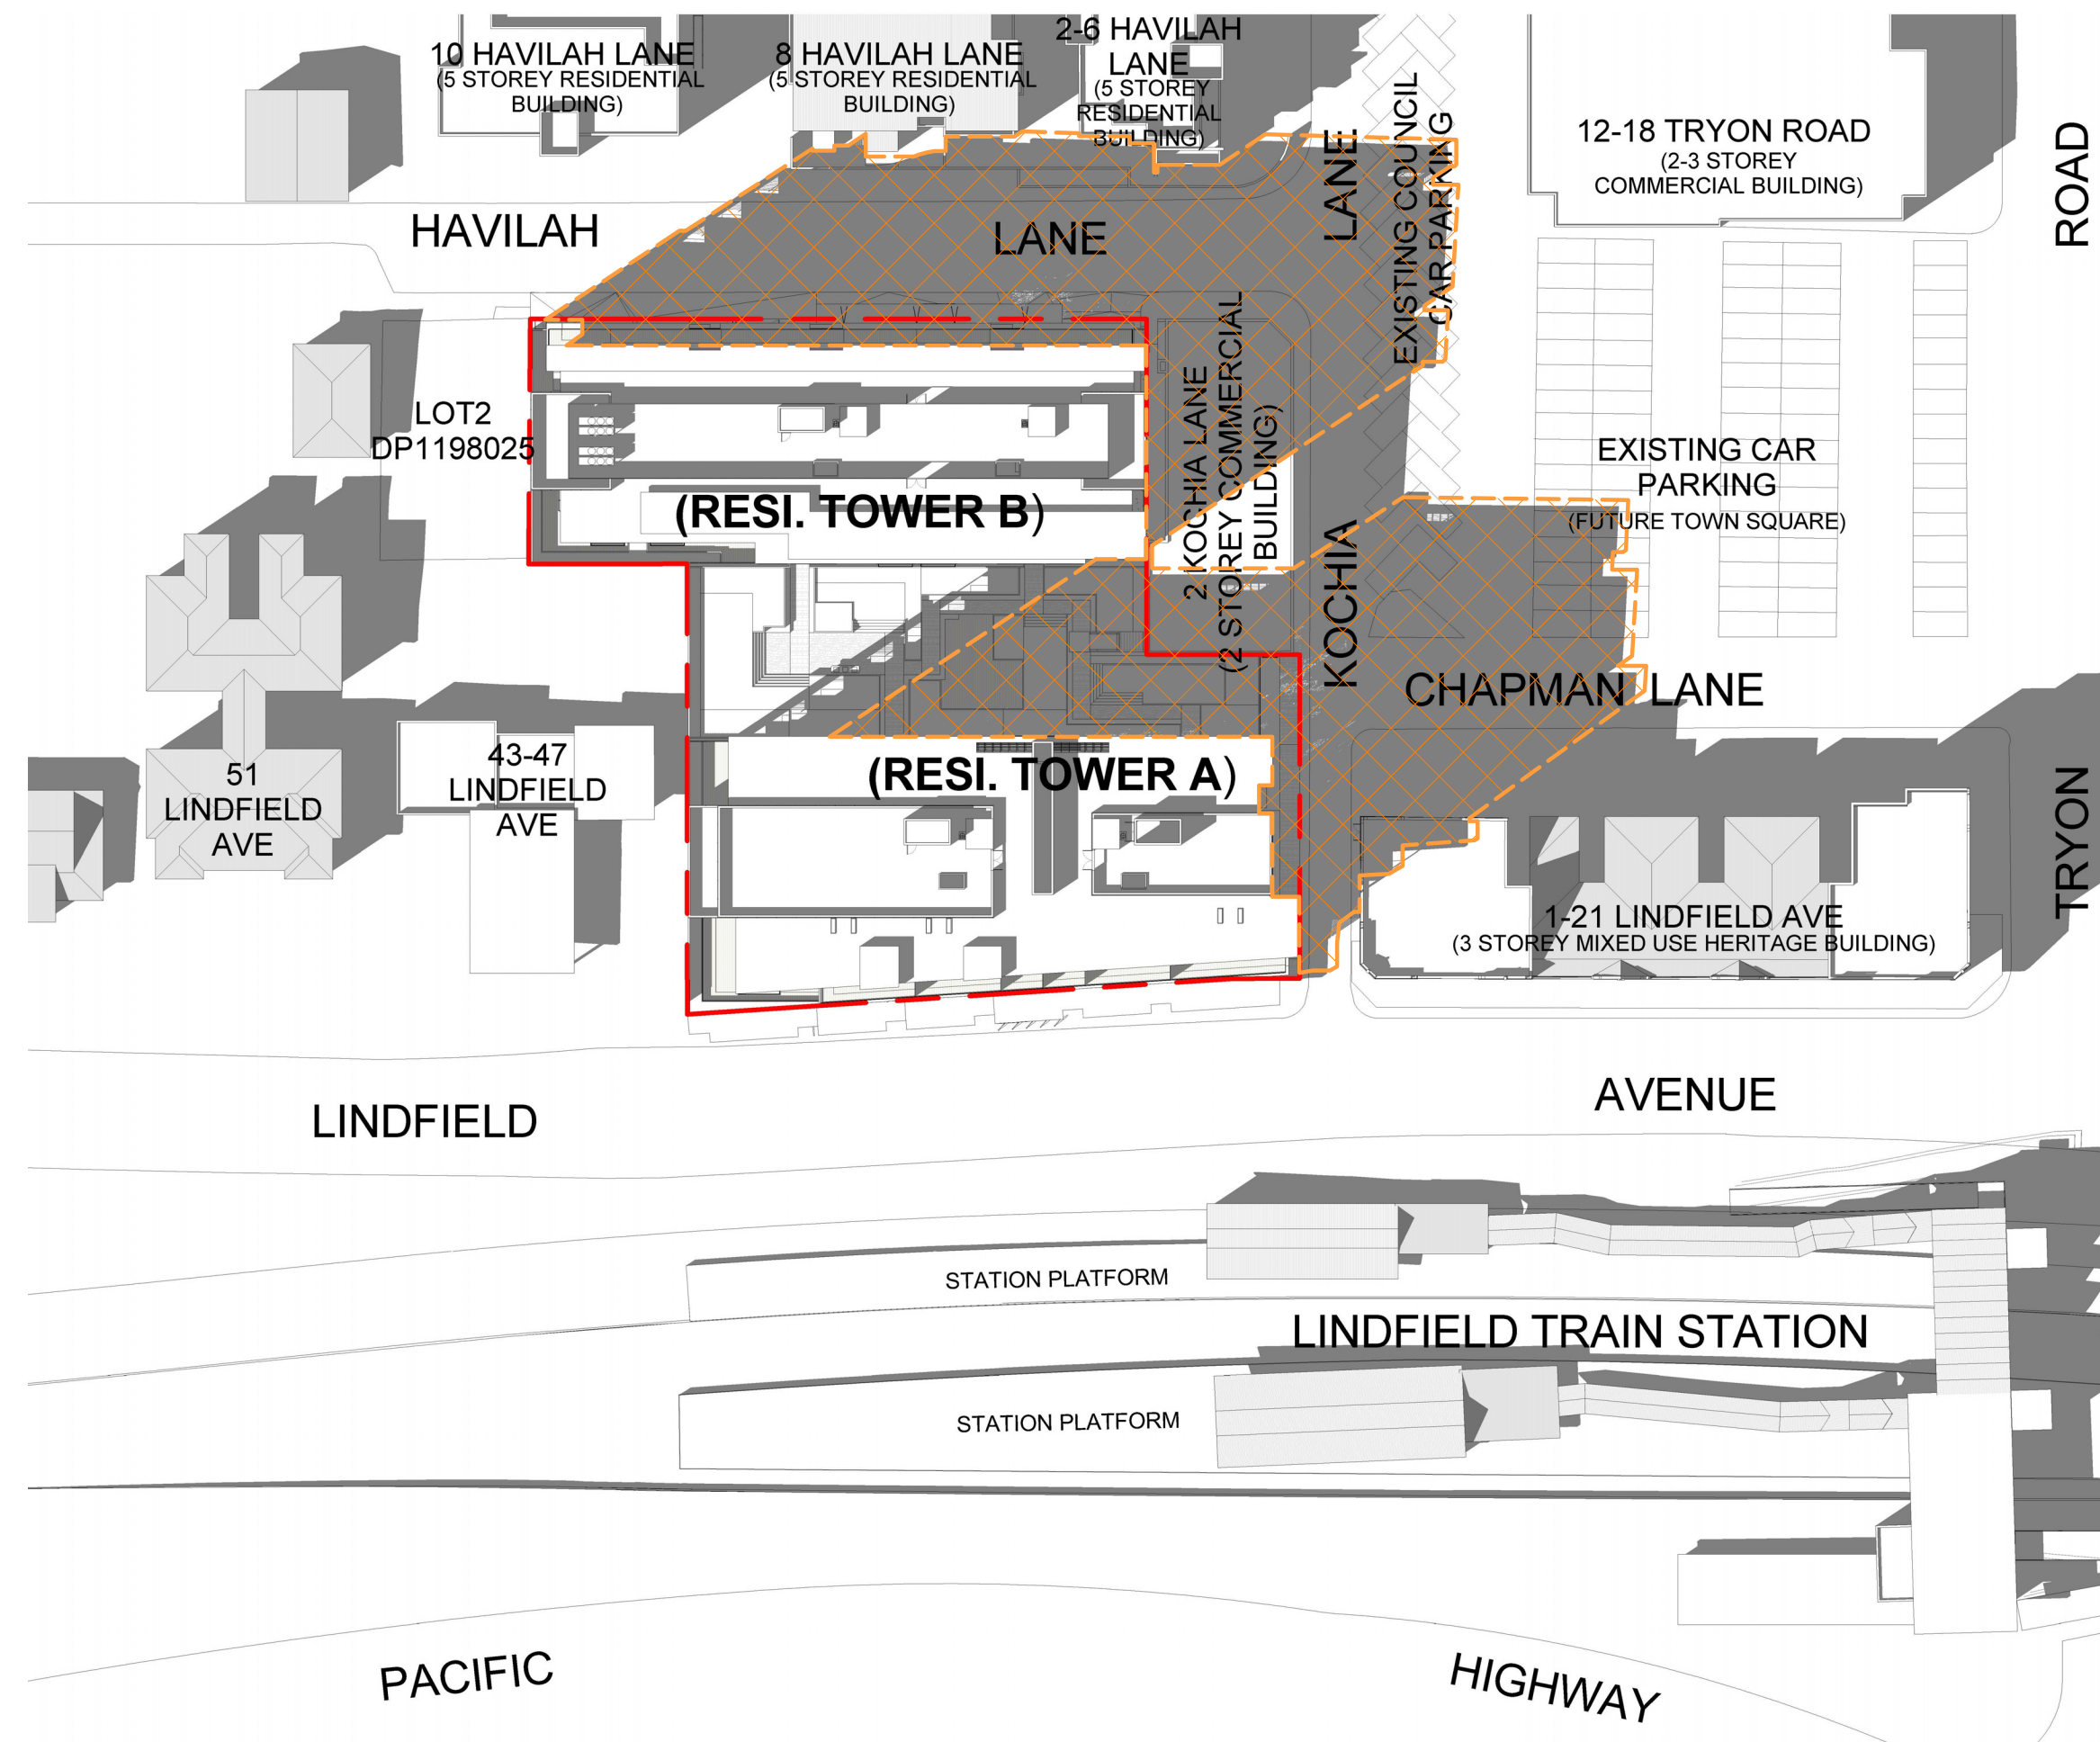 10 HAVILAH LANE
(5 STOREY RESIDENTIAL
BUILDING)
8 HAVILAH LANE
(5 STOREY RESIDENTIAL
BUILDING)
2-6 HAVILAH
LANE
(5 STOREY
RESIDENTIAL
BUILDING)
12-18 TRYON ROAD
(2-3 STOREY
COMMERCIAL BUILDING)
ROAD
HAVILAH
LANE
LANE
EXISTING COUNCIL
CAR PARKING
LOT2
DP1198025
2 KOCHIA LANE
(2 STOREY COMMERCIAL
BUILDING)
EXISTING CAR
PARKING
(FUTURE TOWN SQUARE)
(RESI. TOWER B)
KOCHIA
CHAPMAN LANE
51
LINDFIELD
AVE
43-47
LINDFIELD
AVE
(RESI. TOWER A)
TRYON
1-21 LINDFIELD AVE
(3 STOREY MIXED USE HERITAGE BUILDING)
LINDFIELD
AVENUE
STATION PLATFORM
LINDFIELD TRAIN STATION
STATION PLATFORM
PACIFIC
HIGHWAY